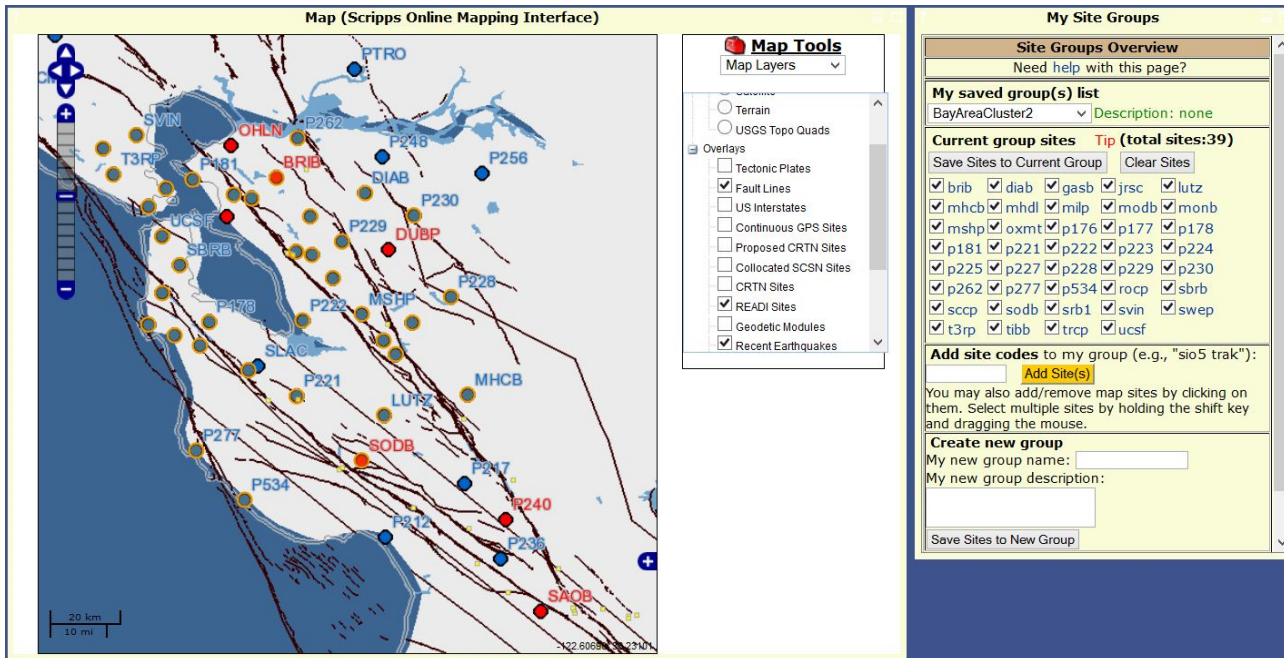 Map (Scripps Online Mapping Interface)
PTRO
SVIN
OHLN
P262
P248
P256
T3RP
P181
BRIB
DIAB
P230
UCSF
P229
DUBP
SBRB
P228
P178
P222
MSHP
SLAC
P221
MHCB
LUTZ
P277
SODB
P534
P217
P240
P212
P236
SAOB
20 km
10 mi
Map Tools
Map Layers
Satellite
Terrain
USGS Topo Quads
Overlays
Tectonic Plates
Fault Lines
US Interstates
Continuous GPS Sites
Proposed CRTN Sites
Collocated SCSN Sites
CRTN Sites
READI Sites
Geodetic Modules
Recent Earthquakes
My Site Groups
Site Groups Overview
Need help with this page?
My saved group(s) list
BayAreaCluster2 Description: none
Current group sites Tip (total sites:39)
Save Sites to Current Group Clear Sites
brib diab gasb jrsc lutz
mhcb mhdl milp modb monb
mshp oxmt p176 p177 p178
p181 p221 p222 p223 p224
p225 p227 p228 p229 p230
p262 p277 p534 rocp sbrb
sccp sodb srb1 svin swep
t3rp tibb trcp ucsf
Add site codes to my group (e.g., "sio5 trak"):
Add Site(s)
You may also add/remove map sites by clicking on
them. Select multiple sites by holding the shift key
and dragging the mouse.
Create new group
My new group name:
My new group description:
Save Sites to New Group